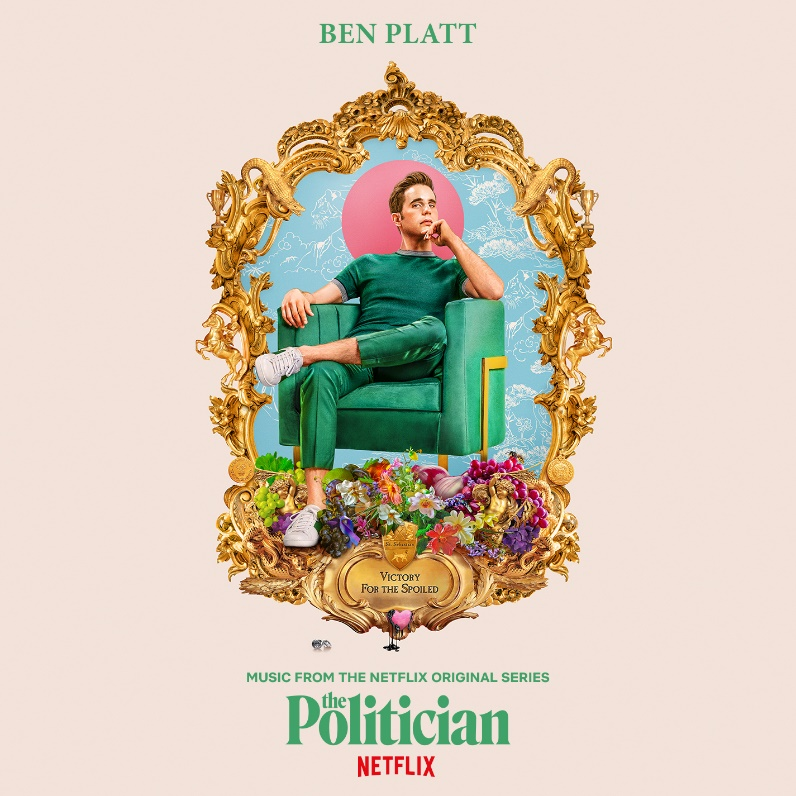 BEN PLATT
VICTORY
FOR THE SPOILED
MUSIC FROM THE NETFLIX ORIGINAL SERIES
the
Politician
NETFLIX